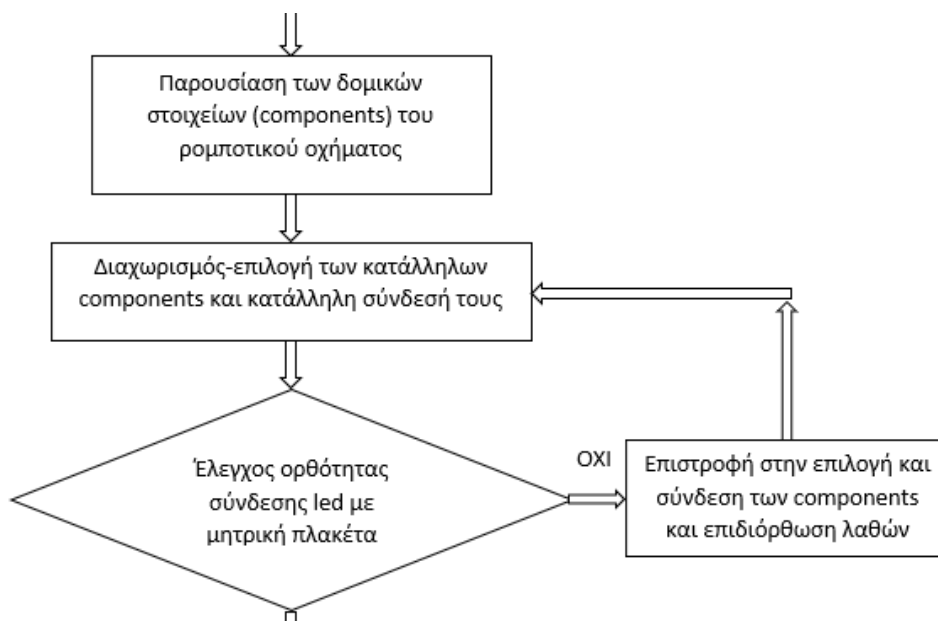 Παρουσίαση των δομικών
στοιχείων (components) του
ρομποτικού οχήματος
Διαχωρισμός-επιλογή των κατάλληλων
components και κατάλληλη σύνδεσή τους
Έλεγχος ορθότητας
σύνδεσης led με
μητρική πλακέτα
ΟΧΙ
Επιστροφή στην επιλογή και
σύνδεση των components
και επιδιόρθωση λαθών